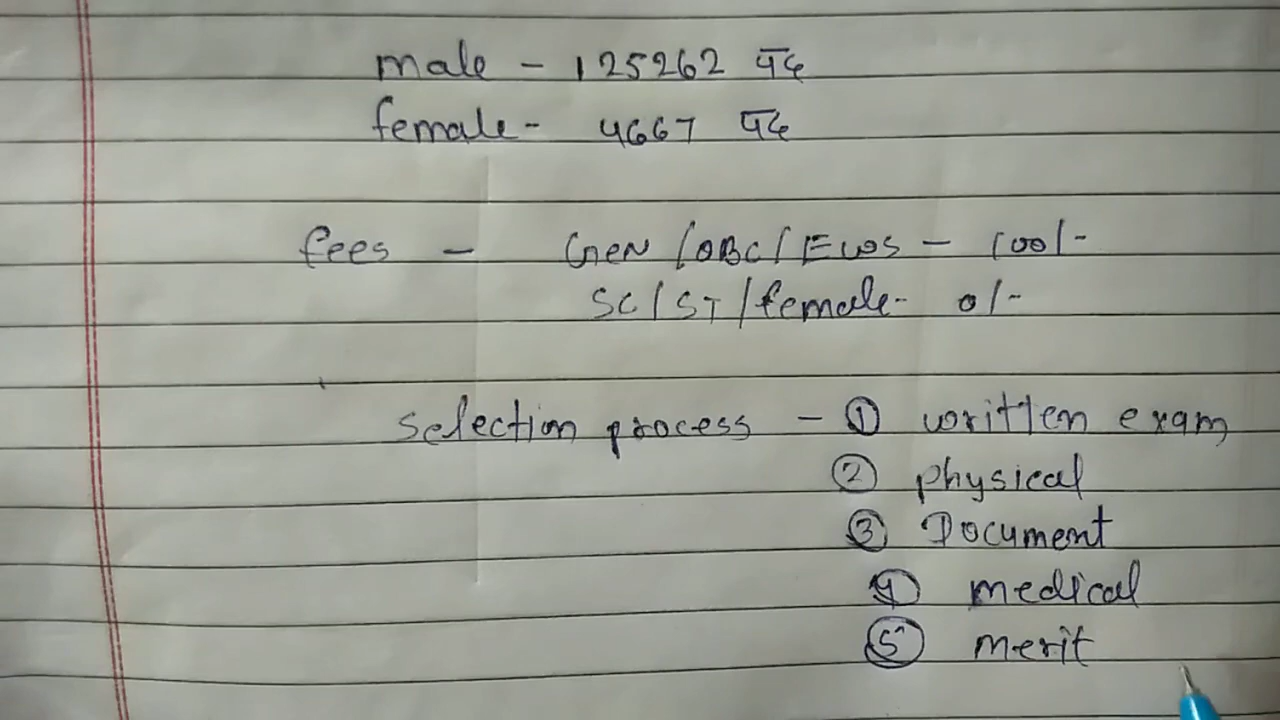 male - 125262 पद
female - 4667 पद
fees - Gen/OBC/EWS - 100/-
SC/ST/female - 0/-
selection process - ① written exam
② physical
③ Document
④ medical
⑤ merit